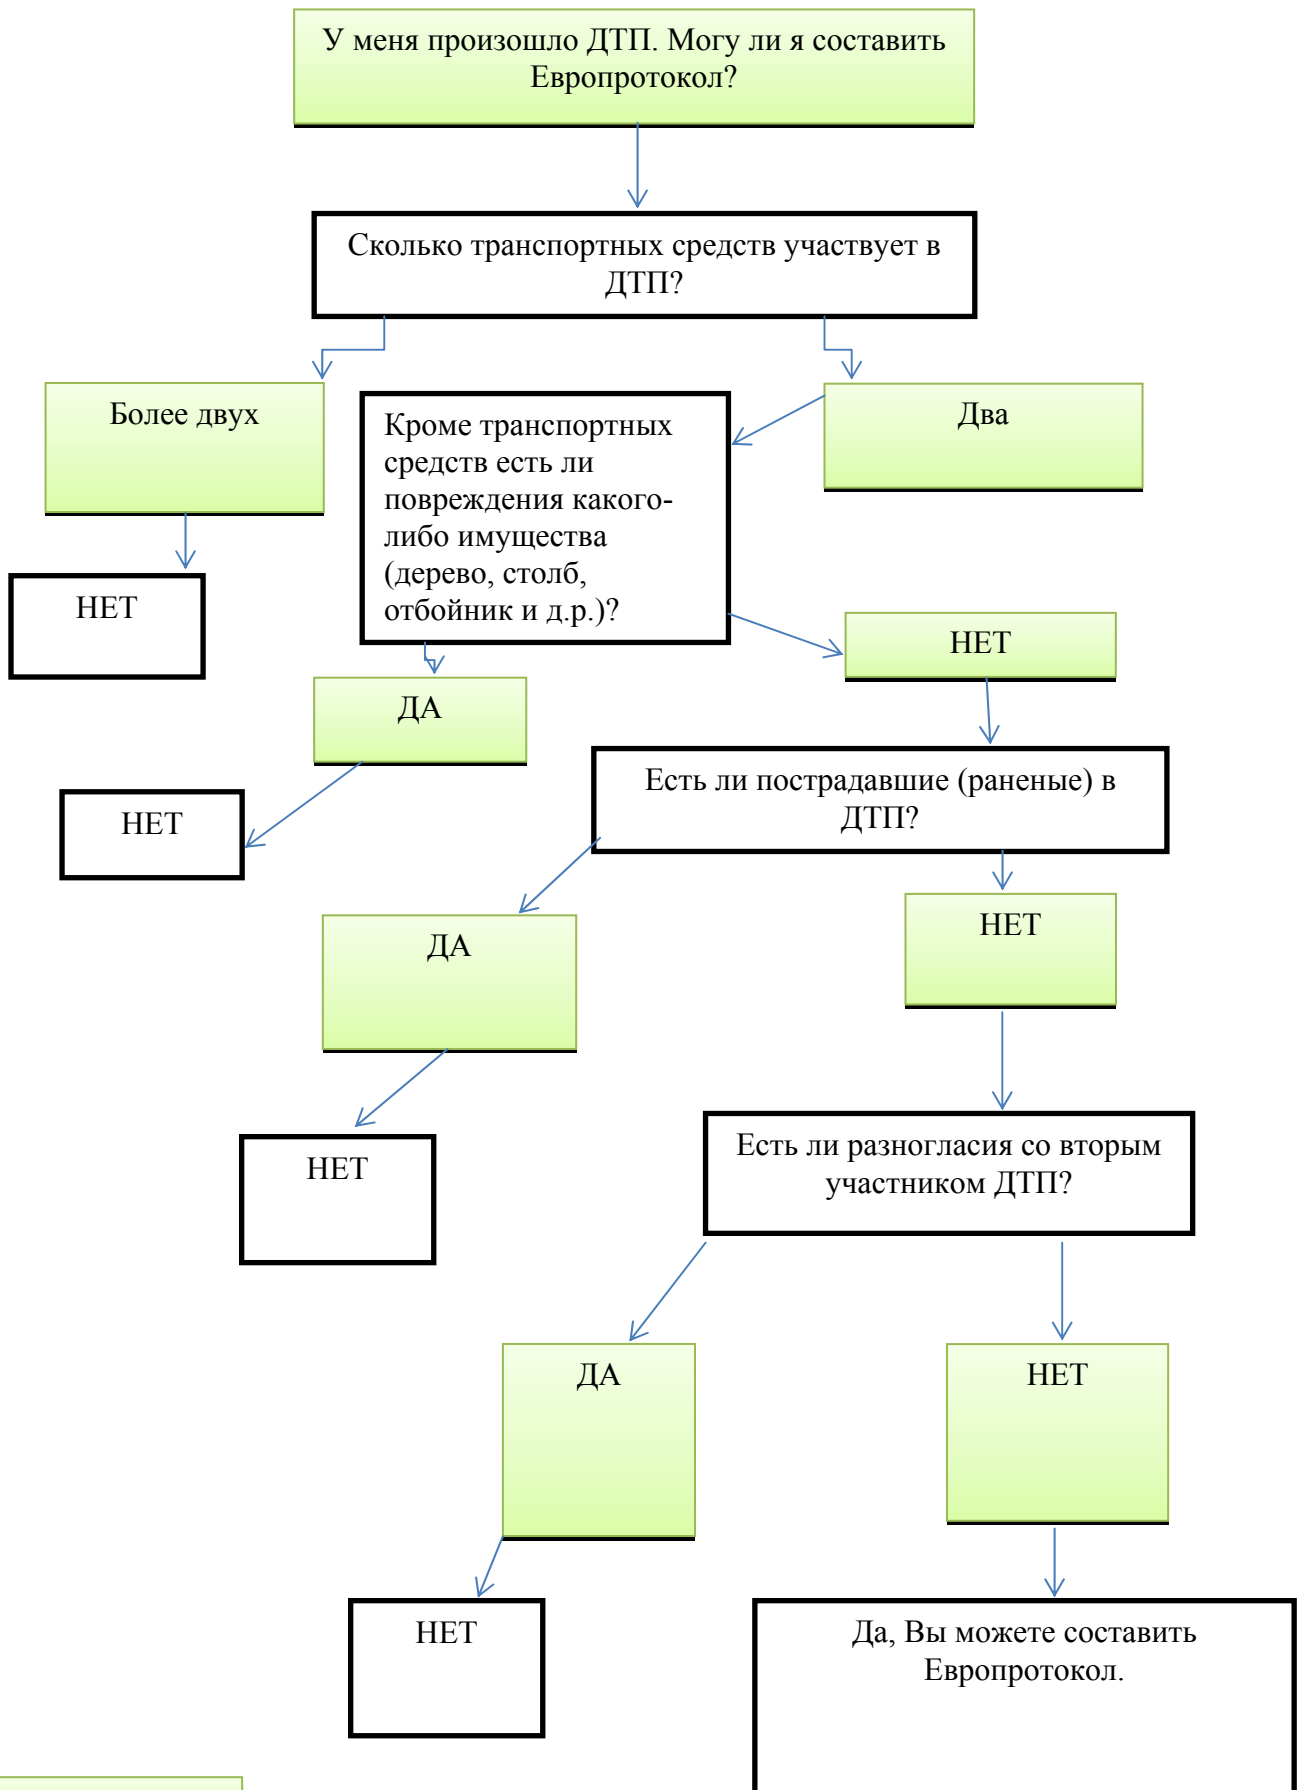 У меня произошло ДТП. Могу ли я составить
Европротокол?
Сколько транспортных средств участвует в
ДТП?
Более двух
Кроме транспортных
средств есть ли
повреждения какого-
либо имущества
(дерево, столб,
отбойник и д.р.)?
Два
НЕТ
НЕТ
ДА
Есть ли пострадавшие (раненые) в
ДТП?
НЕТ
ДА
НЕТ
НЕТ
Есть ли разногласия со вторым
участником ДТП?
ДА
НЕТ
НЕТ
Да, Вы можете составить
Европротокол.